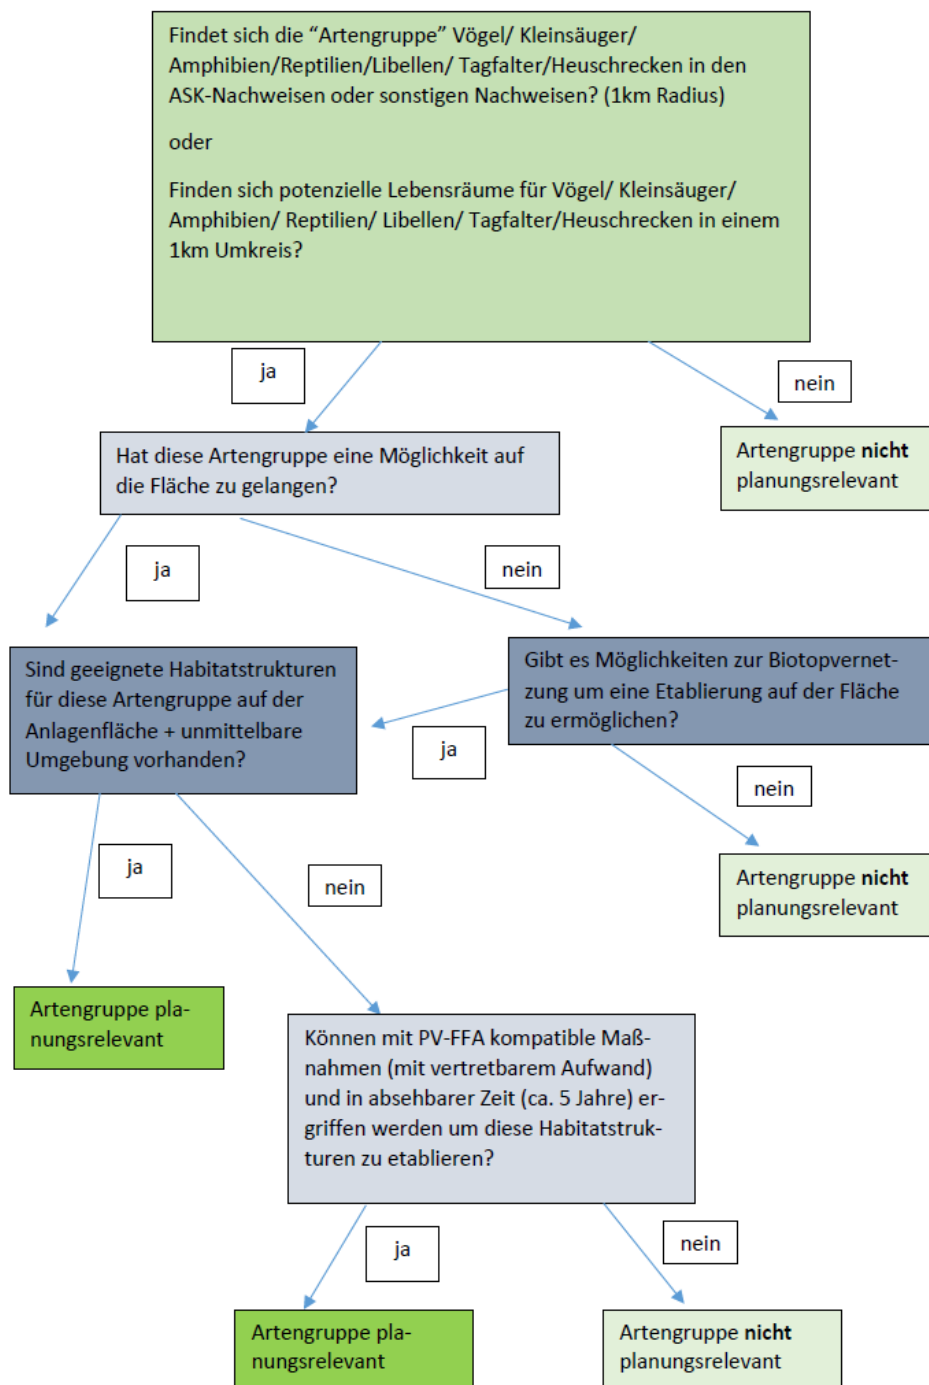 Findet sich die “Artengruppe” Vögel/ Kleinsäuger/
Amphibien/Reptilien/Libellen/ Tagfalter/Heuschrecken in den
ASK-Nachweisen oder sonstigen Nachweisen? (1km Radius)
oder
Finden sich potenzielle Lebensräume für Vögel/ Kleinsäuger/
Amphibien/ Reptilien/ Libellen/ Tagfalter/Heuschrecken in einem
1km Umkreis?
ja
nein
Hat diese Artengruppe eine Möglichkeit auf
die Fläche zu gelangen?
Artengruppe nicht
planungsrelevant
ja
nein
Sind geeignete Habitatstrukturen
für diese Artengruppe auf der
Anlagenfläche + unmittelbare
Umgebung vorhanden?
Gibt es Möglichkeiten zur Biotopvernet-
zung um eine Etablierung auf der Fläche
zu ermöglichen?
ja
nein
ja
nein
Artengruppe nicht
planungsrelevant
Artengruppe pla-
nungsrelevant
Können mit PV-FFA kompatible Maß-
nahmen (mit vertretbarem Aufwand)
und in absehbarer Zeit (ca. 5 Jahre) er-
griffen werden um diese Habitatstruk-
turen zu etablieren?
ja
nein
Artengruppe pla-
nungsrelevant
Artengruppe nicht
planungsrelevant